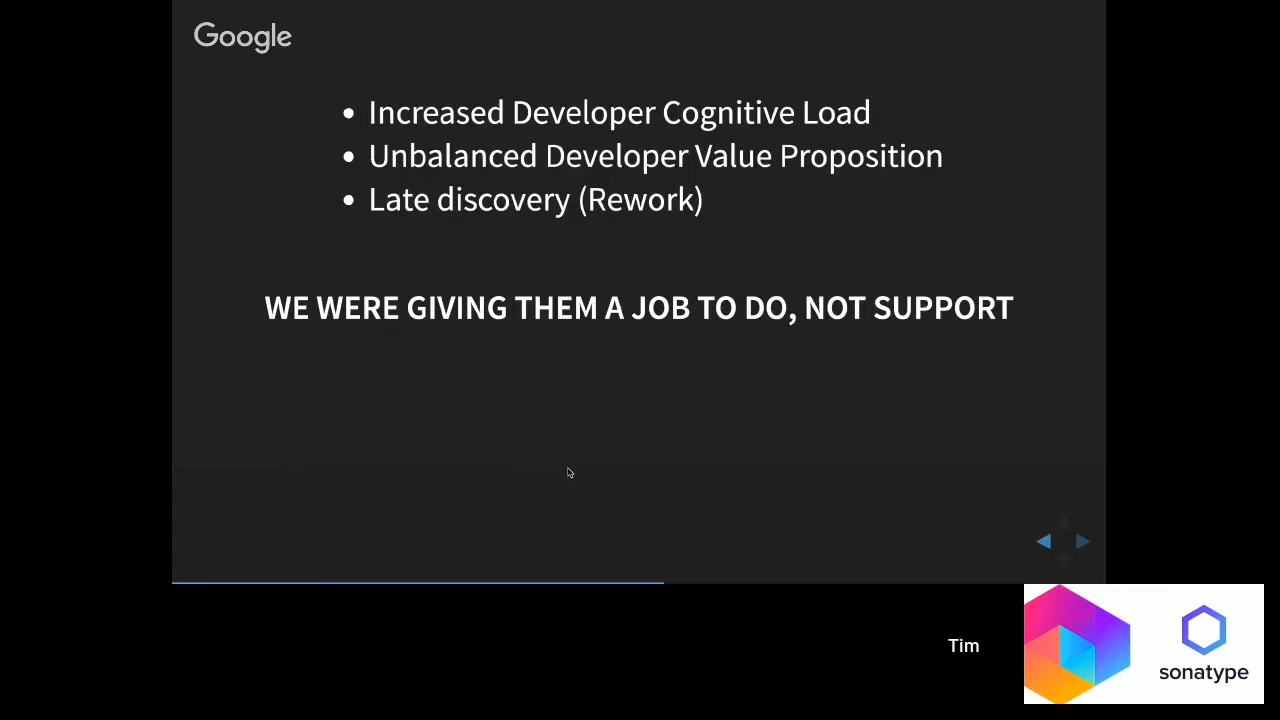 Google
• Increased Developer Cognitive Load
• Unbalanced Developer Value Proposition
• Late discovery (Rework)
WE WERE GIVING THEM A JOB TO DO, NOT SUPPORT
Tim
sonatype